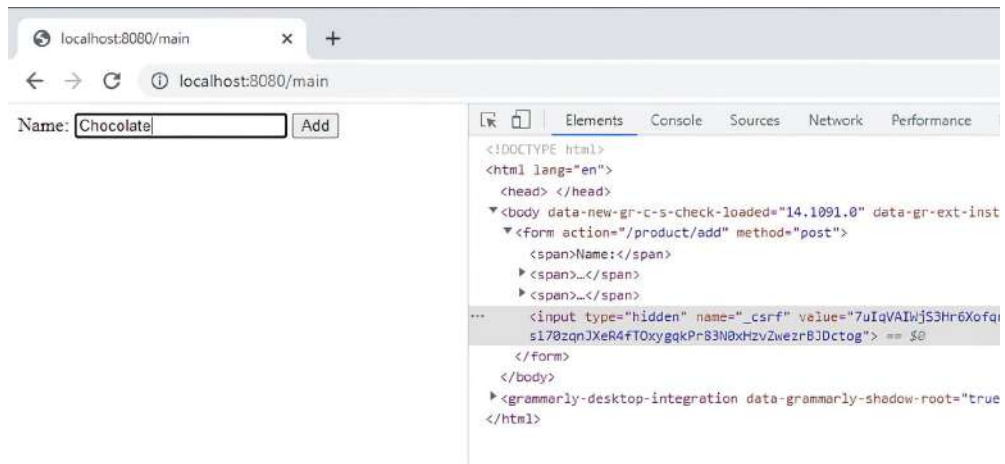 localhost:8080/main
localhost:8080/main
Name: Chocolate Add
Elements Console Sources Network Performance
<!DOCTYPE html>
<html lang="en">
<head> </head>
<body data-new-gr-c-s-check-loaded="14.1091.0" data-gr-ext-inst
<form action="/product/add" method="post">
<span>Name:</span>
<span>…</span>
<span>…</span>
<input type="hidden" name="_csrf"
== $0
</form>
</body>
<grammarly-desktop-integration data-grammarly-shadow-root="true
</html>